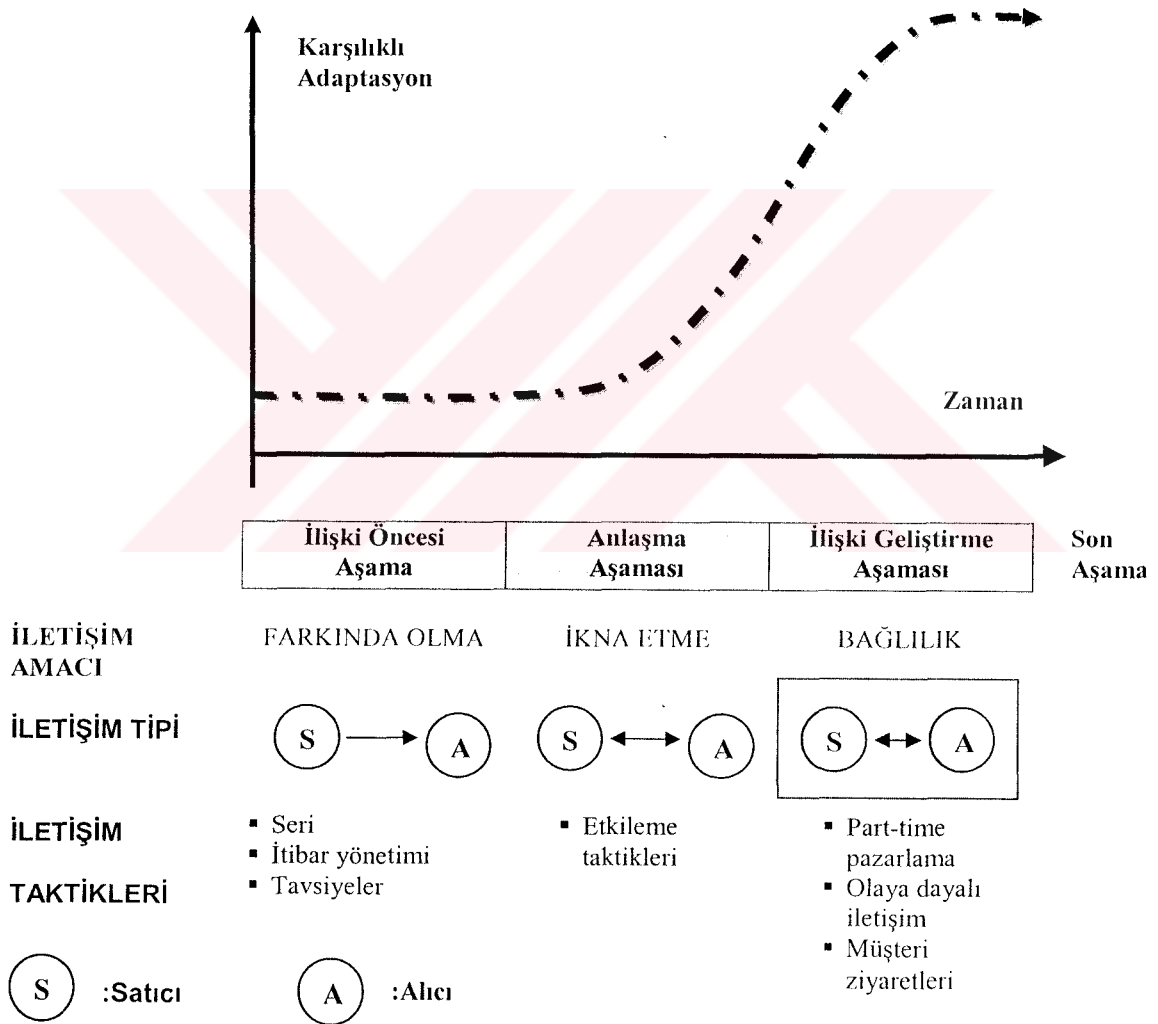 Karşılıklı
Adaptasyon
Zaman
İlişki Öncesi
Aşama
Anlaşma
Aşaması
İlişki Geliştirme
Aşaması
Son
Aşama
İLETİŞİM
AMACI
FARKINDA OLMA
İKNA ETME
BAĞLILIK
İLETİŞİM TİPİ
S
A
S
A
S
A
İLETİŞİM
TAKTİKLERİ
▪ Seri
▪ İtibar yönetimi
▪ Tavsiyeler
▪ Etkileme
taktikleri
▪ Part-time
pazarlama
▪ Olaya dayalı
iletişim
▪ Müşteri
ziyaretleri
S :Satıcı
A :Alıcı